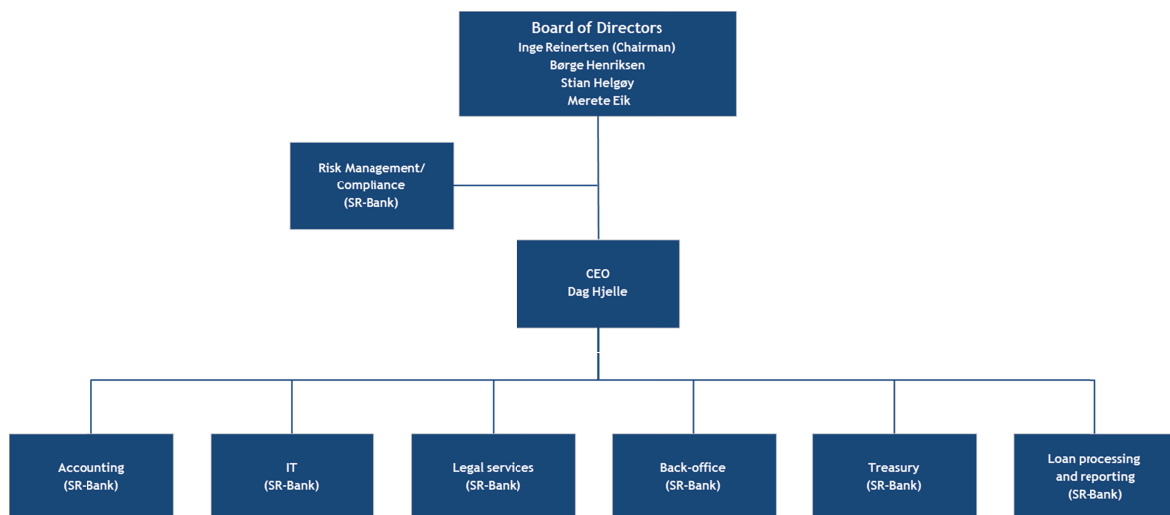 Board of Directors
Inge Reinertsen (Chairman)
Børge Henriksen
Stian Helgøy
Merete Eik
Risk Management/
Compliance
(SR-Bank)
CEO
Dag Hjelle
Accounting
(SR-Bank)
IT
(SR-Bank)
Legal services
(SR-Bank)
Back-office
(SR-Bank)
Treasury
(SR-Bank)
Loan processing
and reporting
(SR-Bank)